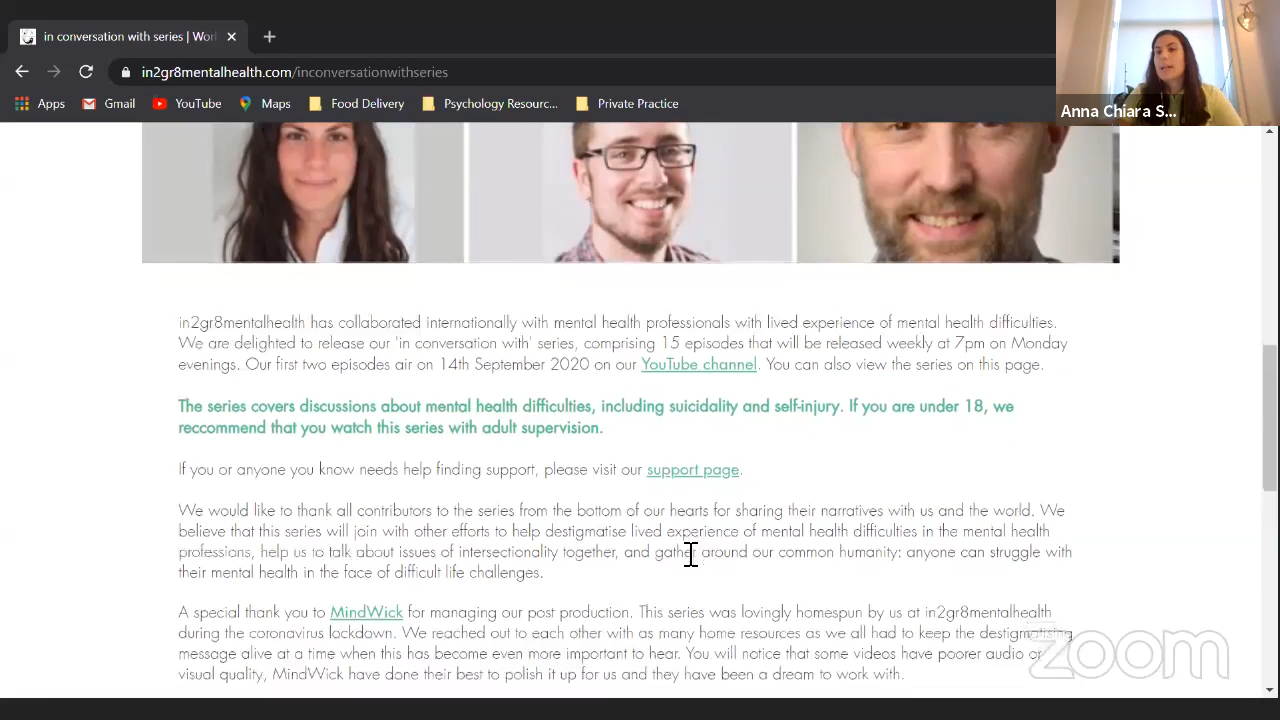 in conversation with series | Worl
in2gr8mentalhealth.com/inconversationwithseries
Apps Gmail YouTube Maps Food Delivery Psychology Resourc... Private Practice
Anna Chiara S...
in2gr8mentalhealth has collaborated internationally with mental health professionals with lived experience of mental health difficulties.
We are delighted to release our 'in conversation with' series, comprising 15 episodes that will be released weekly at 7pm on Monday
evenings. Our first two episodes air on 14th September 2020 on our YouTube channel. You can also view the series on this page.
The series covers discussions about mental health difficulties, including suicidality and self-injury. If you are under 18, we
reccommend that you watch this series with adult supervision.
If you or anyone you know needs help finding support, please visit our support page.
We would like to thank all contributors to the series from the bottom of our hearts for sharing their narratives with us and the world. We
believe that this series will join with other efforts to help destigmatise lived experience of mental health difficulties in the mental health
professions, help us to talk about issues of intersectionality together, and gather around our common humanity: anyone can struggle with
their mental health in the face of difficult life challenges.
A special thank you to MindWick for managing our post production. This series was lovingly homespun by us at in2gr8mentalhealth
during the coronavirus lockdown. We reached out to each other with as many home resources as we all had to keep the destigmatising
message alive at a time when this has become even more important to hear. You will notice that some videos have poorer audio or
visual quality, MindWick have done their best to polish it up for us and they have been a dream to work with.
zoom